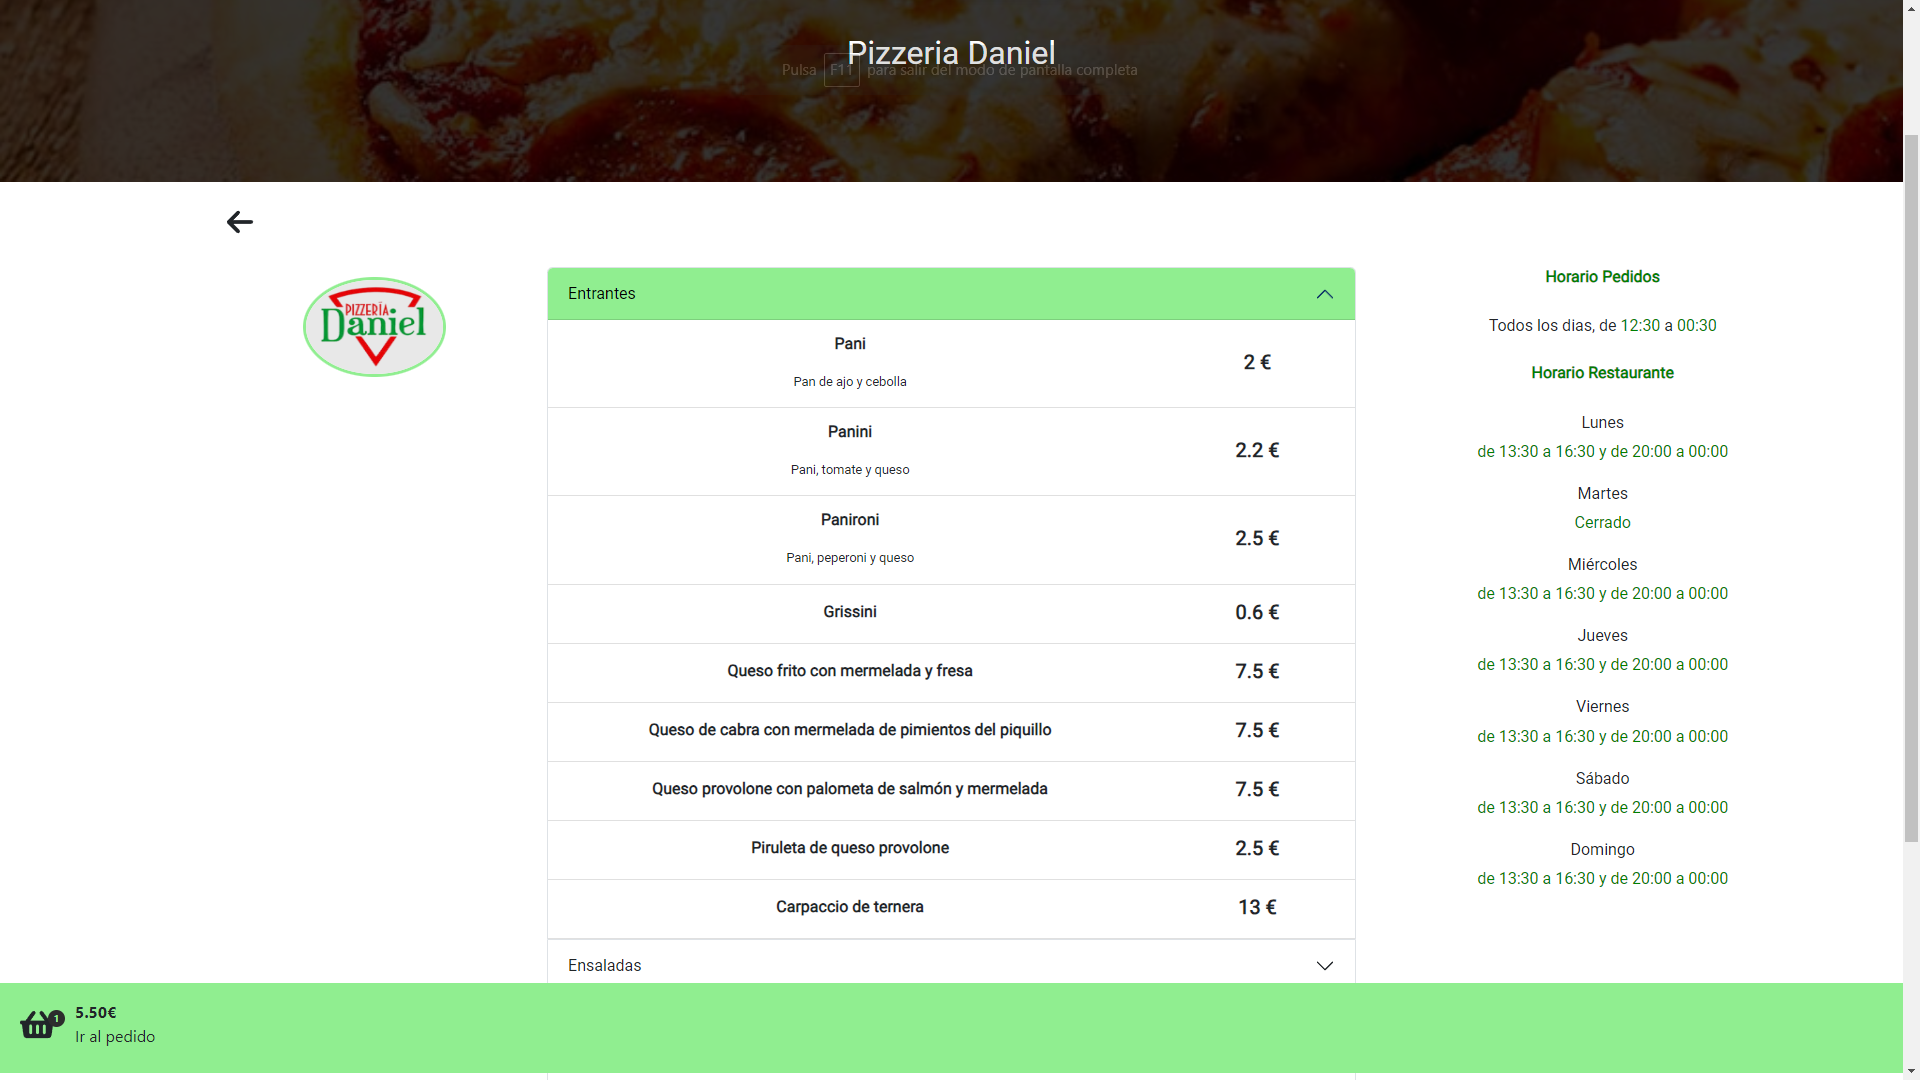 Pizzeria Daniel
Pulsa F11 para salir del modo de pantalla completa
PIZZERÍA
Daniel
Entrantes
Pani
Pan de ajo y cebolla
2 €
Panini
Pani, tomate y queso
2.2 €
Panironi
Pani, peperoni y queso
2.5 €
Grissini
0.6 €
Queso frito con mermelada y fresa
7.5 €
Queso de cabra con mermelada de pimientos del piquillo
7.5 €
Queso provolone con palometa de salmón y mermelada
7.5 €
Piruleta de queso provolone
2.5 €
Carpaccio de ternera
13 €
Ensaladas
Horario Pedidos
Todos los dias, de 12:30 a 00:30
Horario Restaurante
Lunes
de 13:30 a 16:30 y de 20:00 a 00:00
Martes
Cerrado
Miércoles
de 13:30 a 16:30 y de 20:00 a 00:00
Jueves
de 13:30 a 16:30 y de 20:00 a 00:00
Viernes
de 13:30 a 16:30 y de 20:00 a 00:00
Sábado
de 13:30 a 16:30 y de 20:00 a 00:00
Domingo
de 13:30 a 16:30 y de 20:00 a 00:00
1
5.50€
Ir al pedido